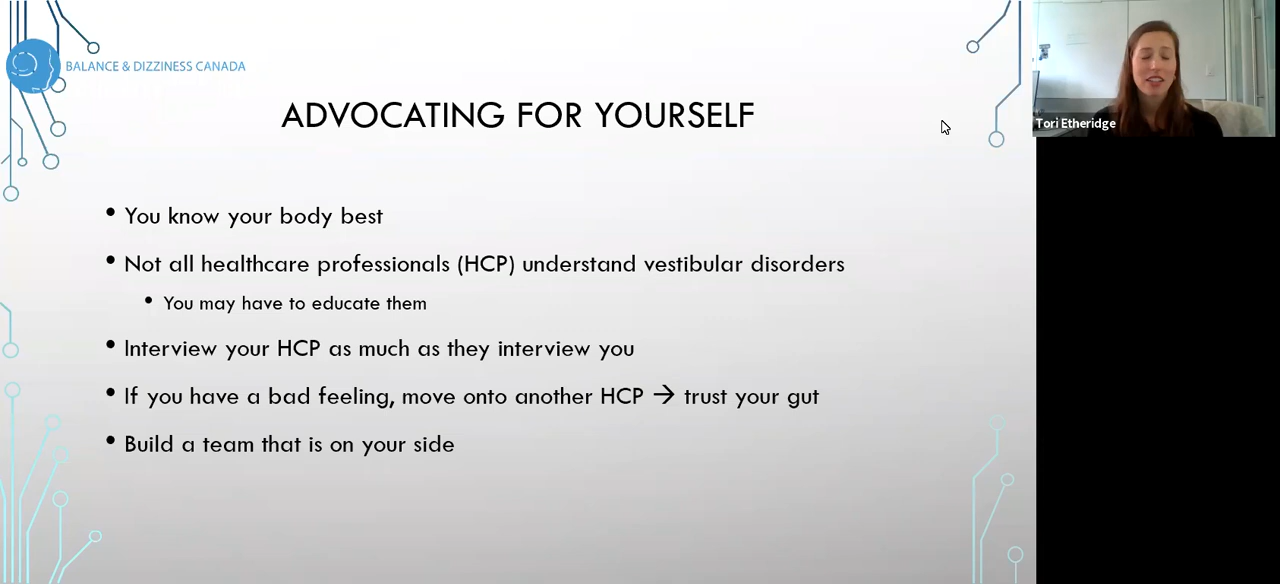 BALANCE & DIZZINESS CANADA
ADVOCATING FOR YOURSELF
• You know your body best
• Not all healthcare professionals (HCP) understand vestibular disorders
• You may have to educate them
• Interview your HCP as much as they interview you
• If you have a bad feeling, move onto another HCP → trust your gut
• Build a team that is on your side
Tori Etheridge